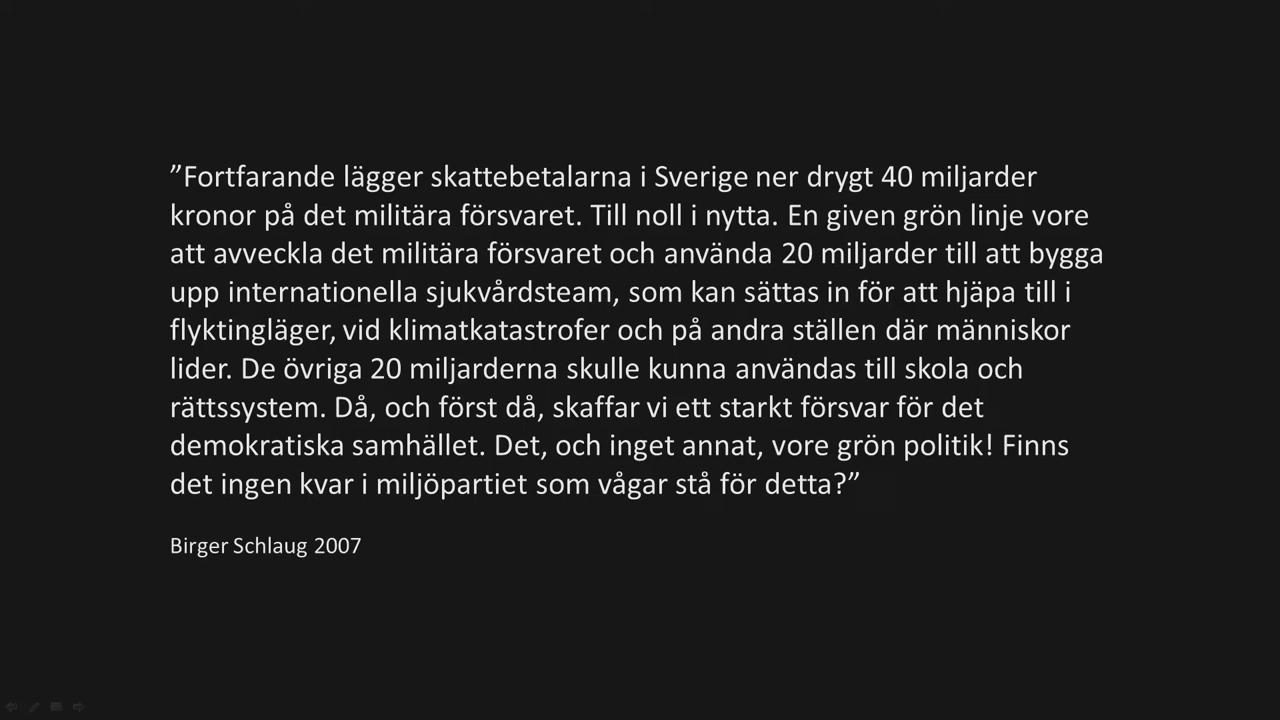 ”Fortfarande lägger skattebetalarna i Sverige ner drygt 40 miljarder
kronor på det militära försvaret. Till noll i nytta. En given grön linje vore
att avveckla det militära försvaret och använda 20 miljarder till att bygga
upp internationella sjukvårdsteam, som kan sättas in för att hjäpa till i
flyktingläger, vid klimatkatastrofer och på andra ställen där människor
lider. De övriga 20 miljarderna skulle kunna användas till skola och
rättssystem. Då, och först då, skaffar vi ett starkt försvar för det
demokratiska samhället. Det, och inget annat, vore grön politik! Finns
det ingen kvar i miljöpartiet som vågar stå för detta?”
Birger Schlaug 2007